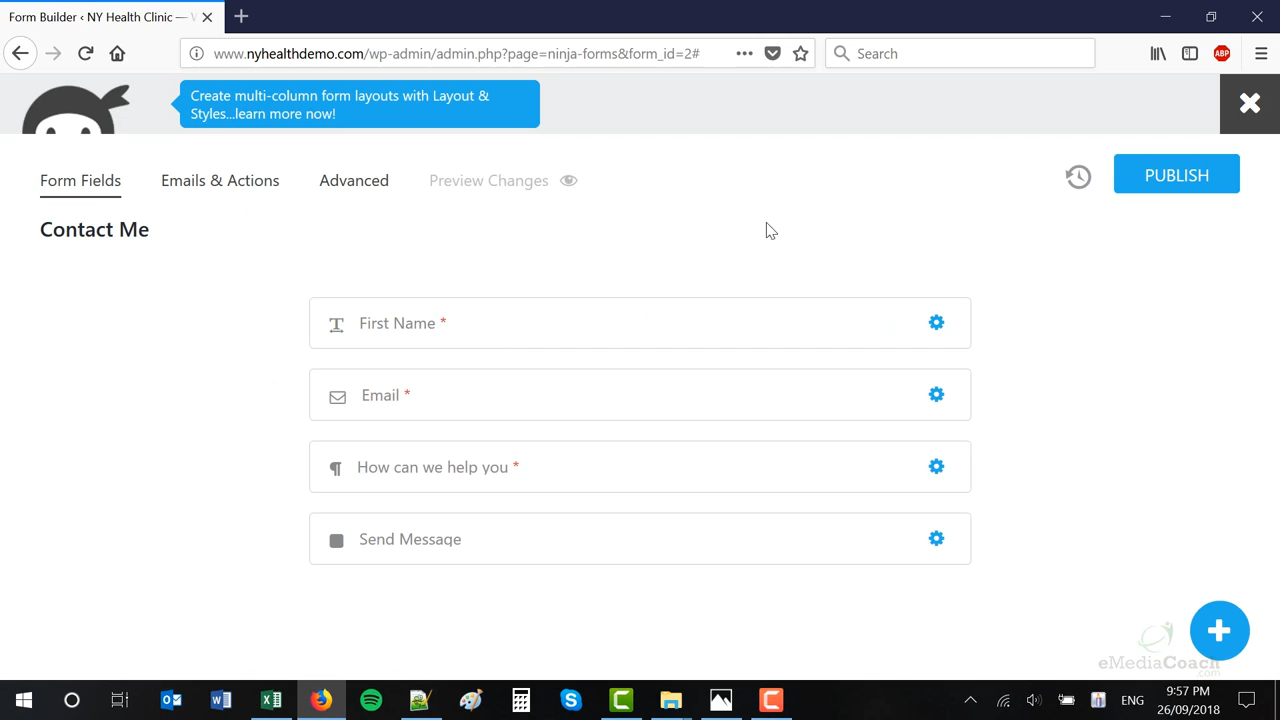 Form Builder ‹ NY Health Clinic —
www.nyhealthdemo.com/wp-admin/admin.php?page=ninja-forms&form_id=2#
Search
ABP
Create multi-column form layouts with Layout &
Styles...learn more now!
Form Fields
Emails & Actions
Advanced
Preview Changes
PUBLISH
Contact Me
First Name *
Email *
How can we help you *
Send Message
eMediaCoach
.com
ENG
9:57 PM
26/09/2018